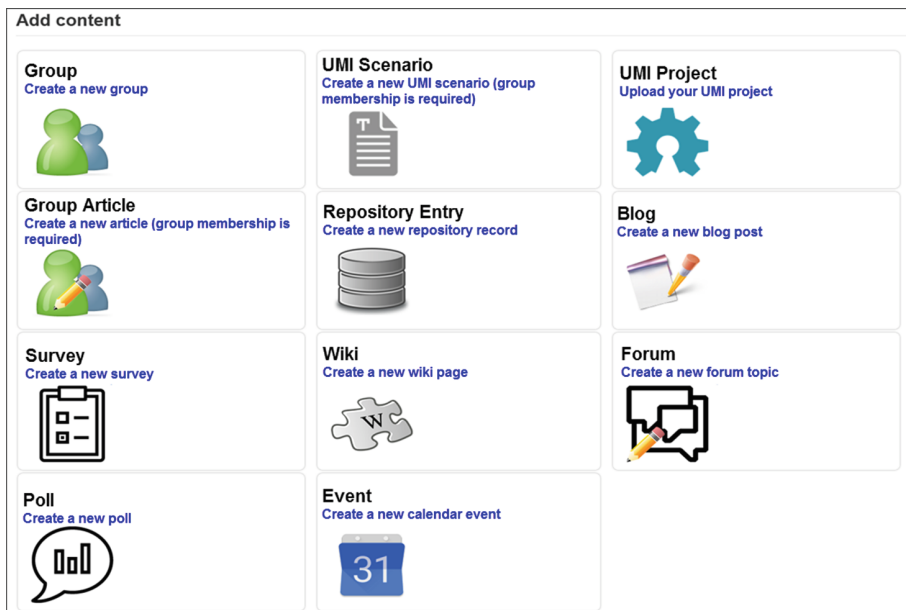 Add content
Group
Create a new group
UMI Scenario
Create a new UMI scenario (group
membership is required)
T
UMI Project
Upload your UMI project
Group Article
Create a new article (group membership is
required)
Repository Entry
Create a new repository record
Blog
Create a new blog post
Survey
Create a new survey
Wiki
Create a new wiki page
W
Forum
Create a new forum topic
Poll
Create a new poll
Event
Create a new calendar event
31